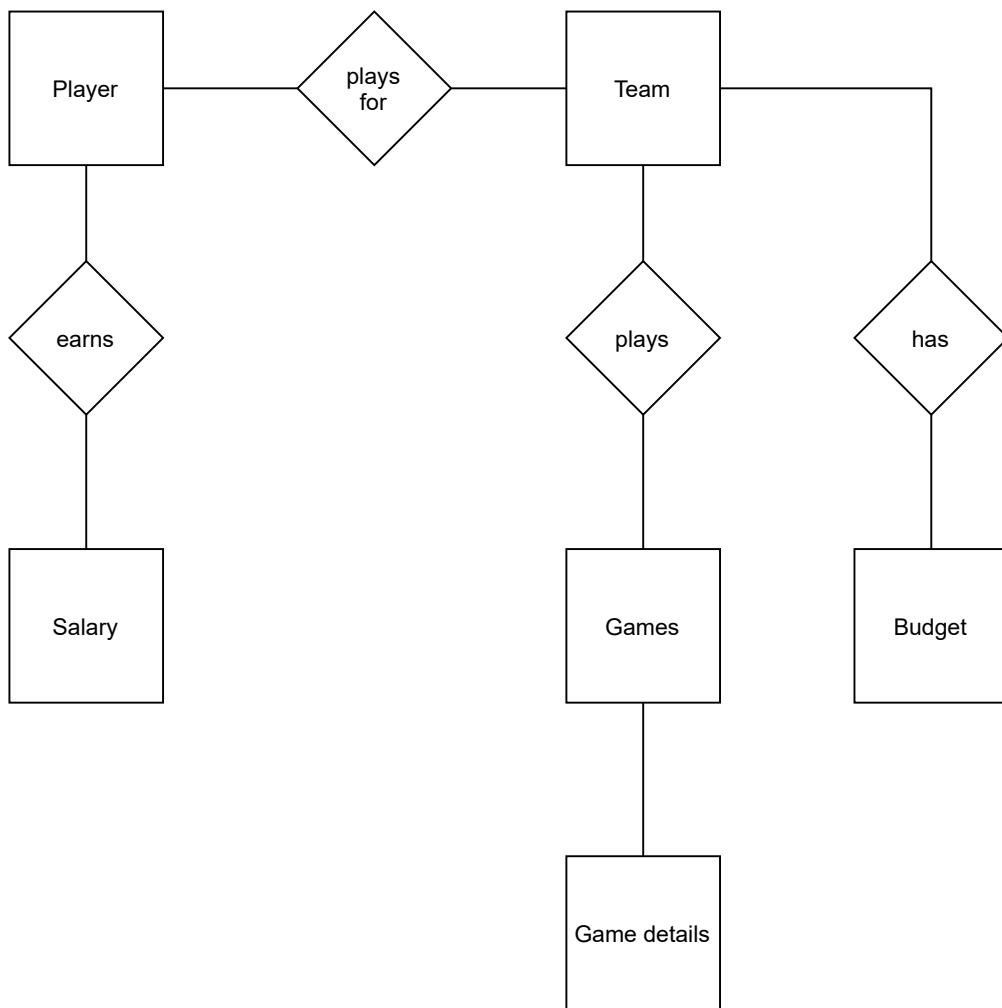 Player
plays
for
Team
earns
plays
has
Salary
Games
Budget
Game details